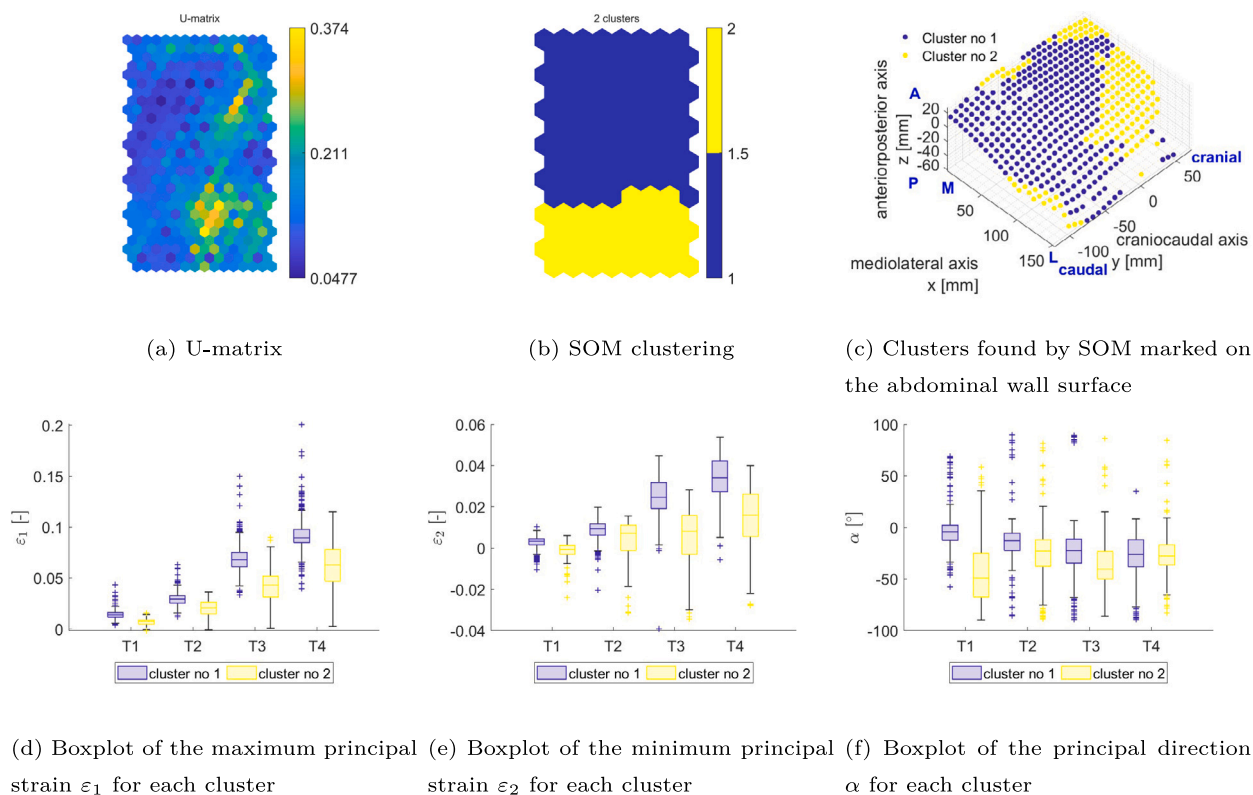 U-matrix
0.374
0.211
0.0477
2 clusters
2
1.5
1
Cluster no 1
Cluster no 2
A
P
M
L
cranial
caudal
anteriorposterior axis
z [mm]
20
0
-20
-40
-60
50
100
150
mediolateral axis
x [mm]
-100
-50
0
50
craniocaudal axis
y [mm]
(a) U-matrix
(b) SOM clustering
(c) Clusters found by SOM marked on
the abdominal wall surface
ε₁ [-]
0.2
0.15
0.1
0.05
0
T1 T2 T3 T4
cluster no 1 cluster no 2
ε₂ [-]
0.06
0.04
0.02
0
-0.02
-0.04
T1 T2 T3 T4
cluster no 1 cluster no 2
α [°]
100
50
0
-50
-100
T1 T2 T3 T4
cluster no 1 cluster no 2
(d) Boxplot of the maximum principal
strain ε₁ for each cluster
(e) Boxplot of the minimum principal
strain ε₂ for each cluster
(f) Boxplot of the principal direction
α for each cluster